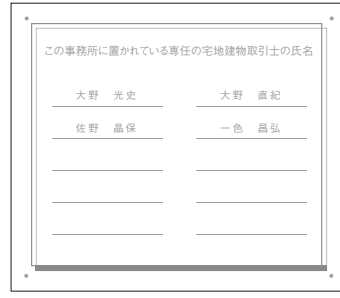 この事務所に置かれている専任の宅地建物取引士の氏名
大野　光史　大野　直紀
佐野　晶保　一色　昌弘